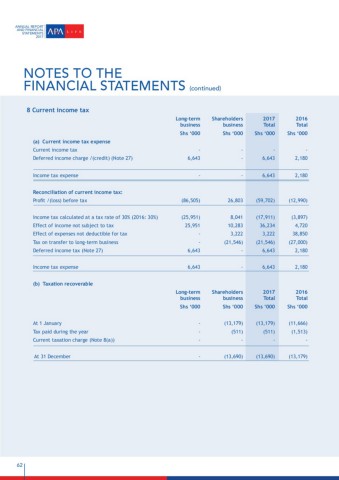 ANNUAL REPORT
AND FINANCIAL
STATEMENTS
2017
APA LIFE
NOTES TO THE
FINANCIAL STATEMENTS (continued)
8 Current income tax
Long-term business Shareholders business 2017 Total 2016 Total
Shs '000 Shs '000 Shs '000 Shs '000
(a) Current income tax expense
Current income tax - - - -
Deferred income charge /(credit) (Note 27) 6,643 - 6,643 2,180
Income tax expense - - 6,643 2,180
Reconciliation of current income tax:
Profit /(loss) before tax (86,505) 26,803 (59,702) (12,990)
Income tax calculated at a tax rate of 30% (2016: 30%) (25,951) 8,041 (17,911) (3,897)
Effect of income not subject to tax 25,951 10,283 36,234 4,720
Effect of expenses not deductible for tax - 3,222 3,222 38,850
Tax on transfer to long-term business - (21,546) (21,546) (27,000)
Deferred income tax (Note 27) 6,643 - 6,643 2,180
Income tax expense 6,643 - 6,643 2,180
(b) Taxation recoverable
Long-term business Shareholders business 2017 Total 2016 Total
Shs '000 Shs '000 Shs '000 Shs '000
At 1 January - (13,179) (13,179) (11,666)
Tax paid during the year - (511) (511) (1,513)
Current taxation charge (Note 8(a)) - - - -
At 31 December - (13,690) (13,690) (13,179)
62